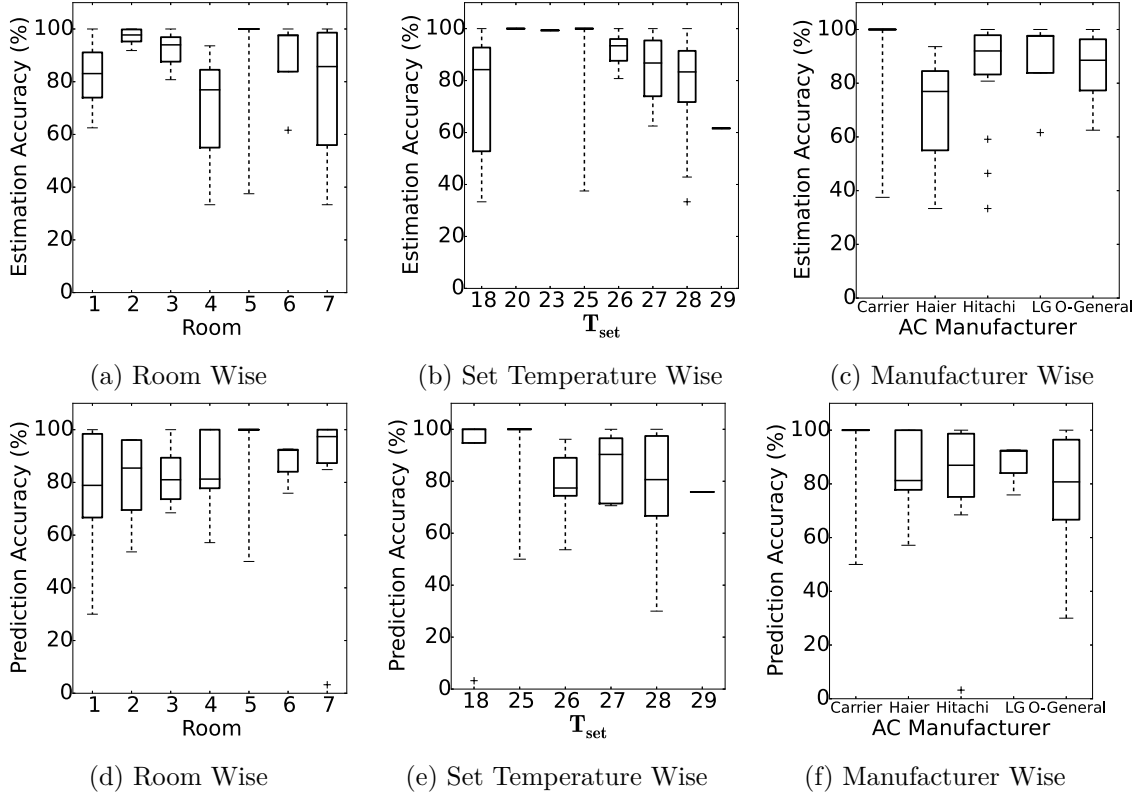 Estimation Accuracy (%)
100
80
60
40
20
0
1 2 3 4 5 6 7
Room
(a) Room Wise
Estimation Accuracy (%)
100
80
60
40
20
0
18 20 23 25 26 27 28 29
Tset
(b) Set Temperature Wise
Estimation Accuracy (%)
100
80
60
40
20
0
Carrier Haier Hitachi LG O-General
AC Manufacturer
(c) Manufacturer Wise
Prediction Accuracy (%)
100
80
60
40
20
0
1 2 3 4 5 6 7
Room
(d) Room Wise
Prediction Accuracy (%)
100
80
60
40
20
0
18 25 26 27 28 29
Tset
(e) Set Temperature Wise
Prediction Accuracy (%)
100
80
60
40
20
0
Carrier Haier Hitachi LG O-General
AC Manufacturer
(f) Manufacturer Wise